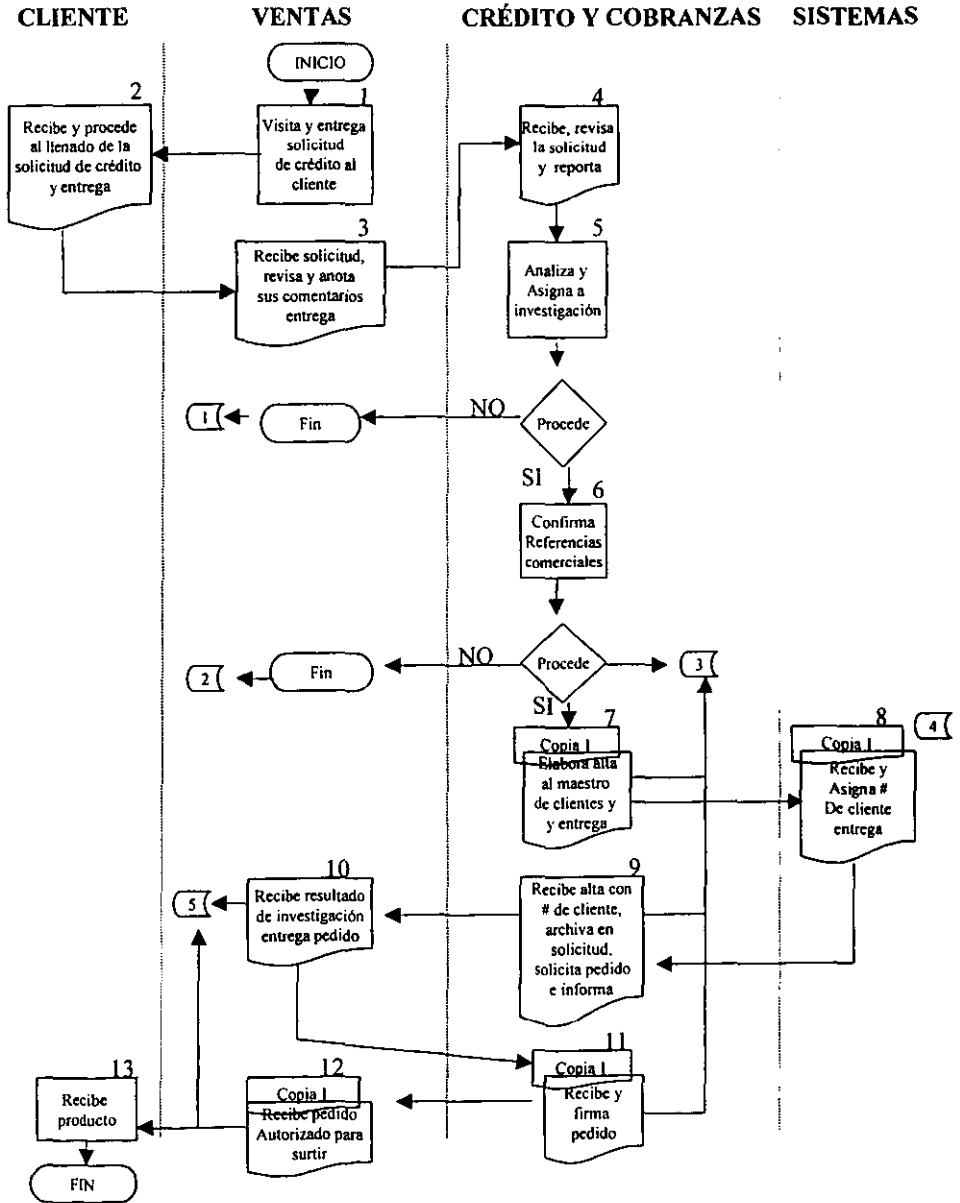 CLIENTE VENTAS CRÉDITO Y COBRANZAS SISTEMAS
INICIO
2
Recibe y procede
al llenado de la
solicitud de crédito
y entrega
1
Visita y entrega
solicitud
de crédito al
cliente
4
Recibe, revisa
la solicitud
y reporta
3
Recibe solicitud,
revisa y anota
sus comentarios
entrega
5
Analiza y
Asigna a
investigación
1
Fin
NO
Procede
SI
6
Confirma
Referencias
comerciales
2
Fin
NO
Procede
3
SI
7
Copia 1
Elabora alta
al maestro
de clientes y
y entrega
8
4
Copia 1
Recibe y
Asigna #
De cliente
entrega
10
Recibe resultado
de investigación
entrega pedido
5
9
Recibe alta con
# de cliente,
archiva en
solicitud,
solicita pedido
e informa
11
Copia 1
Recibe y
firma
pedido
12
Copia 1
Recibe pedido
Autorizado para
surtir
13
Recibe
producto
FIN